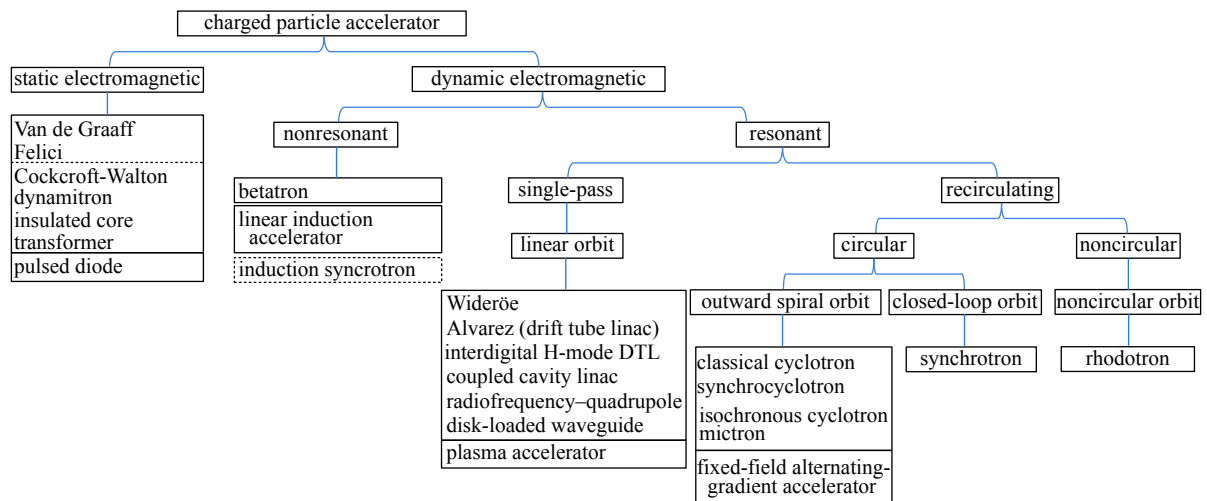 charged particle accelerator
static electromagnetic
dynamic electromagnetic
Van de Graaff
Felici
Cockcroft-Walton
dynamitron
insulated core
transformer
pulsed diode
nonresonant
resonant
betatron
linear induction
accelerator
induction syncrotron
single-pass
recirculating
linear orbit
circular
noncircular
Wideröe
Alvarez (drift tube linac)
interdigital H-mode DTL
coupled cavity linac
radiofrequency–quadrupole
disk-loaded waveguide
plasma accelerator
outward spiral orbit
closed-loop orbit
noncircular orbit
classical cyclotron
synchrocyclotron
isochronous cyclotron
mictron
fixed-field alternating-
gradient accelerator
synchrotron
rhodotron